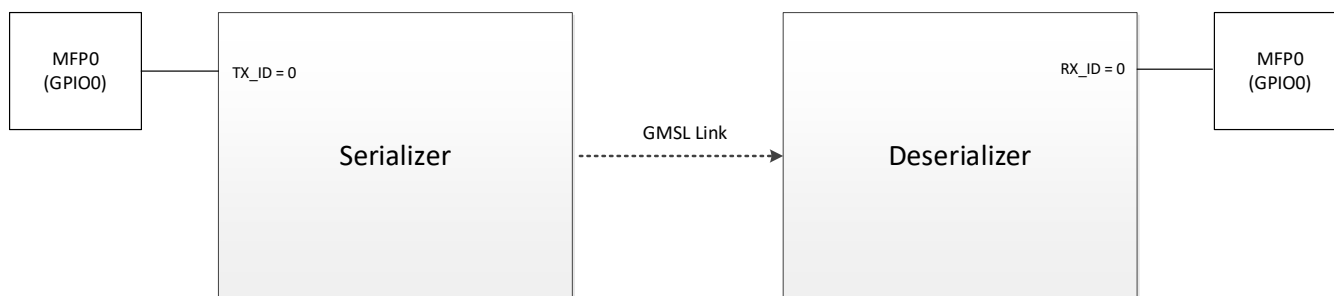 MFP0
(GPIO0)
TX_ID = 0
Serializer
GMSL Link
RX_ID = 0
Deserializer
MFP0
(GPIO0)